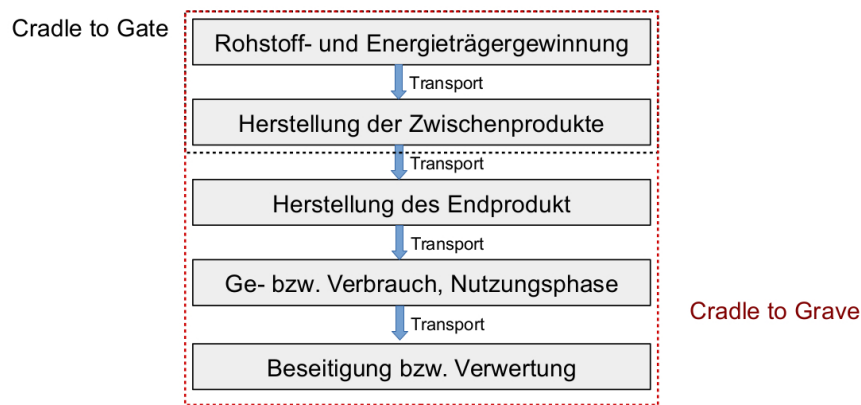 Cradle to Gate
Rohstoff- und Energieträgergewinnung
Transport
Herstellung der Zwischenprodukte
Transport
Herstellung des Endprodukt
Transport
Ge- bzw. Verbrauch, Nutzungsphase
Cradle to Grave
Transport
Beseitigung bzw. Verwertung